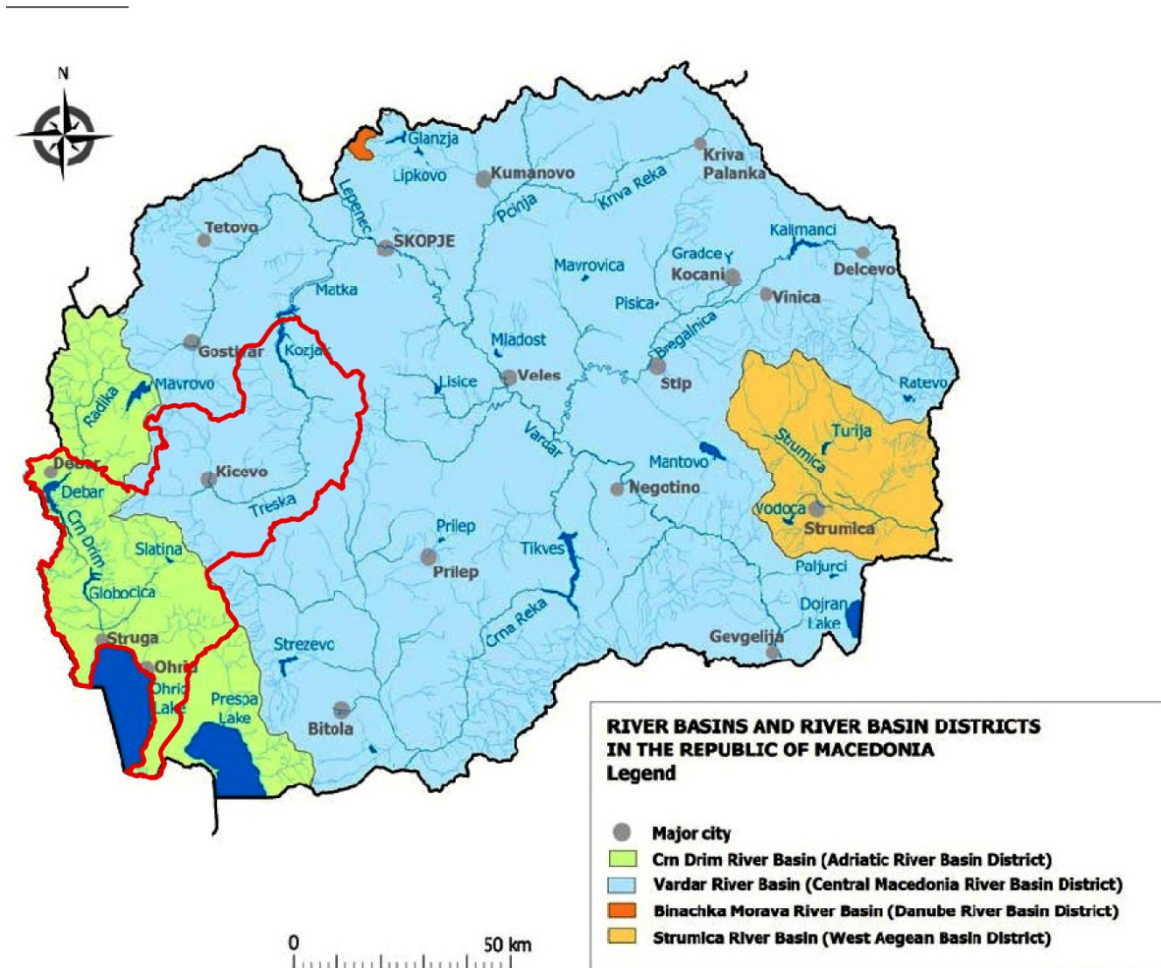 N
Glanzja
Lipkovo
Kumanovo
Kriva
Palanka
Lepenec
Pcinja
Kriva Reka
Tetovo
SKOPJE
Kalimanci
Gradce
Mavrovica
Kocani
Delcevo
Matka
Pisica
Vinica
Bregalnica
Gostivar
Kozjak
Mladost
Stip
Mavrovo
Lisice
Veles
Ratevo
Radika
Vardar
Turija
Strumica
Debar
Debar
Kicevo
Mantovo
Negotino
Treska
Vodoca
Strumica
Crn Drim
Prilep
Tikves
Slatina
Prilep
Paljurci
Globocica
Dojran
Lake
Crna Reka
Struga
Strezevo
Gevgelija
Ohrid
Ohrid
Lake
Prespa
Lake
Bitola
RIVER BASINS AND RIVER BASIN DISTRICTS
IN THE REPUBLIC OF MACEDONIA
Legend
Major city
Crn Drim River Basin (Adriatic River Basin District)
Vardar River Basin (Central Macedonia River Basin District)
Binachka Morava River Basin (Danube River Basin District)
Strumica River Basin (West Aegean Basin District)
0 50 km